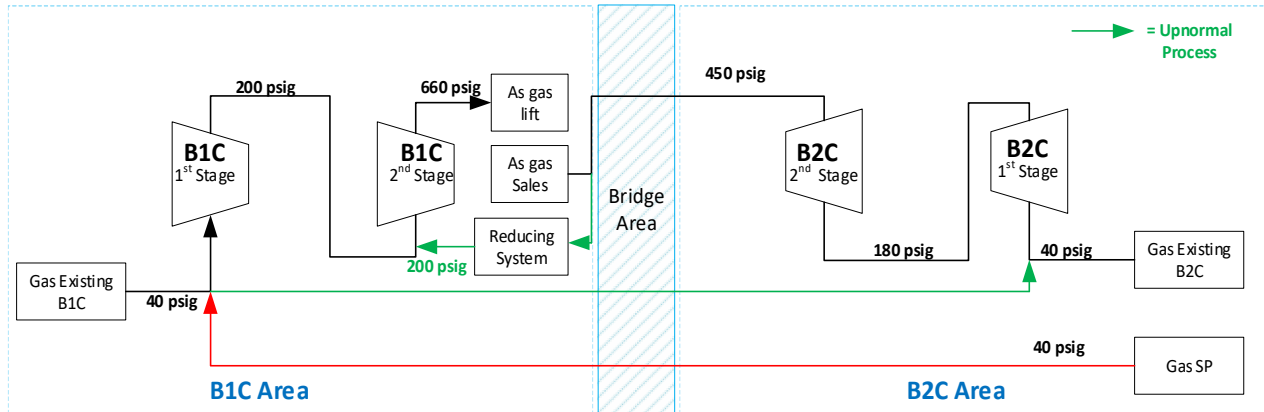 = Upnormal
Process
200 psig
660 psig
As gas
lift
450 psig
B1C
1st Stage
B1C
2nd Stage
As gas
Sales
B2C
2nd Stage
B2C
1st Stage
Bridge
Area
Reducing
System
200 psig
180 psig
40 psig
Gas Existing
B2C
Gas Existing
B1C
40 psig
40 psig
Gas SP
B1C Area
B2C Area